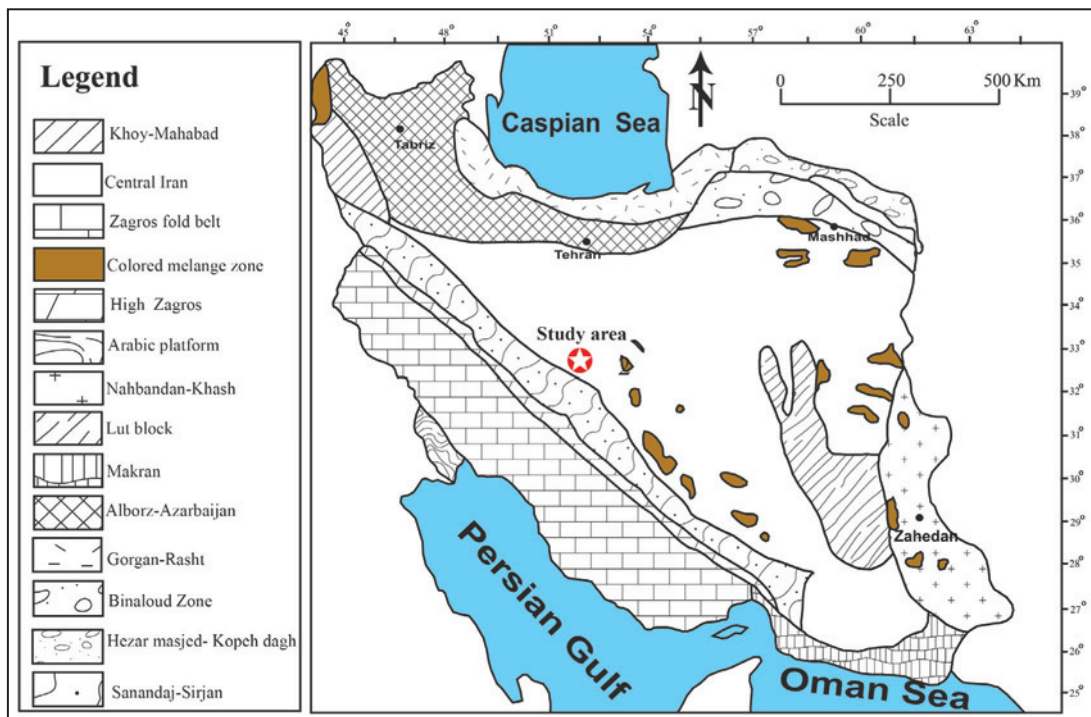 Legend
Khoy-Mahabad
Central Iran
Zagros fold belt
Colored melange zone
High Zagros
Arabic platform
Nahbandan-Khash
Lut block
Makran
Alborz-Azarbaijan
Gorgan-Rasht
Binaloud Zone
Hezar masjed- Kopeh dagh
Sanandaj-Sirjan
45° 48° 51° 54° 57° 60° 63°
N
0 250 500 Km
Scale
39°
38°
37°
36°
35°
34°
33°
32°
31°
30°
29°
28°
27°
26°
25°
Caspian Sea
Tabriz
Tehran
Mashhad
Study area
Zahedan
Persian Gulf
Oman Sea